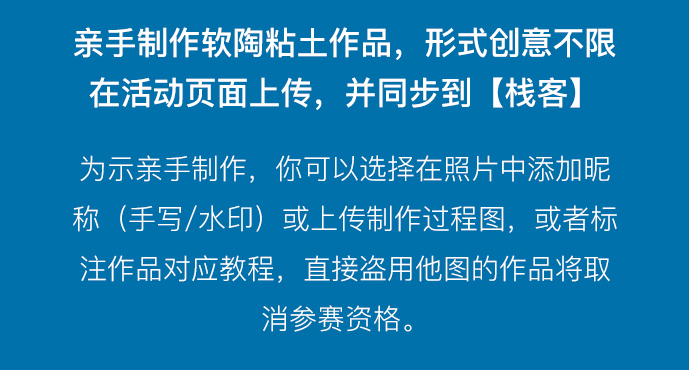 亲手制作软陶粘土作品，形式创意不限
在活动页面上传，并同步到【栈客】
为示亲手制作，你可以选择在照片中添加昵
称（手写/水印）或上传制作过程图，或者标
注作品对应教程，直接盗用他图的作品将取
消参赛资格。